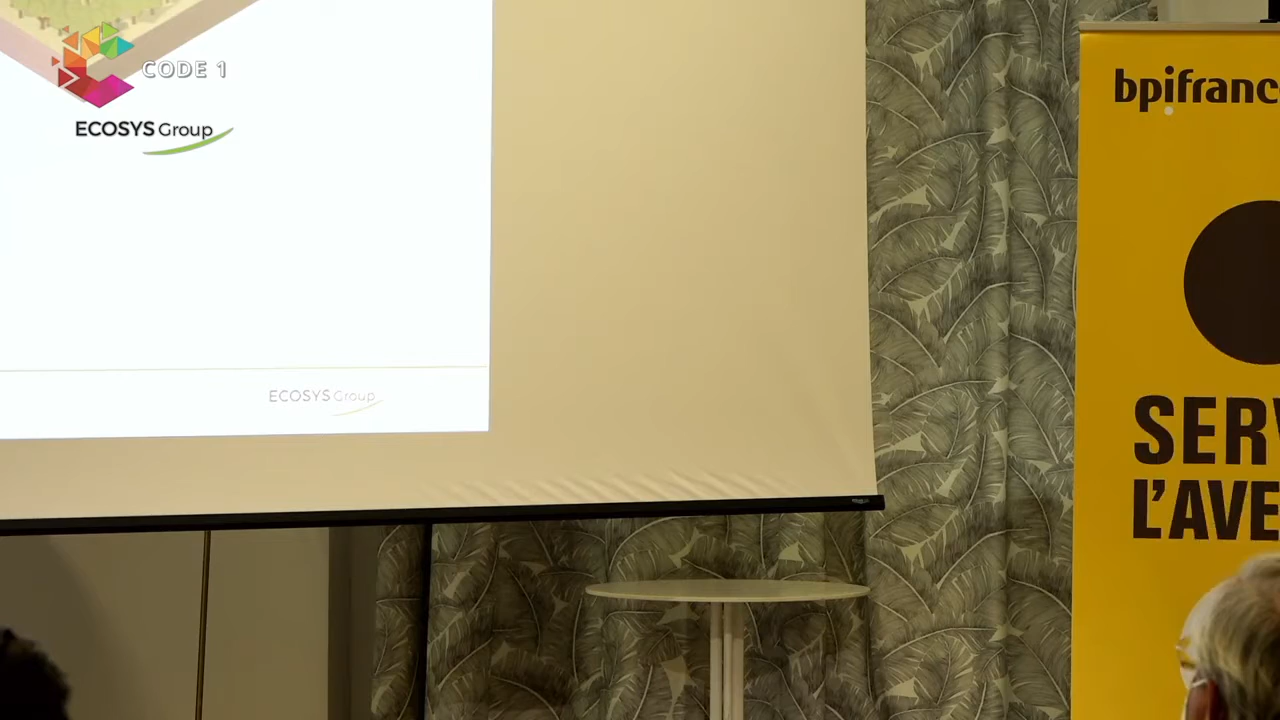 CODE 1
ECOSYS Group
ECOSYS Group
bpifranc
SERV
L'AVE